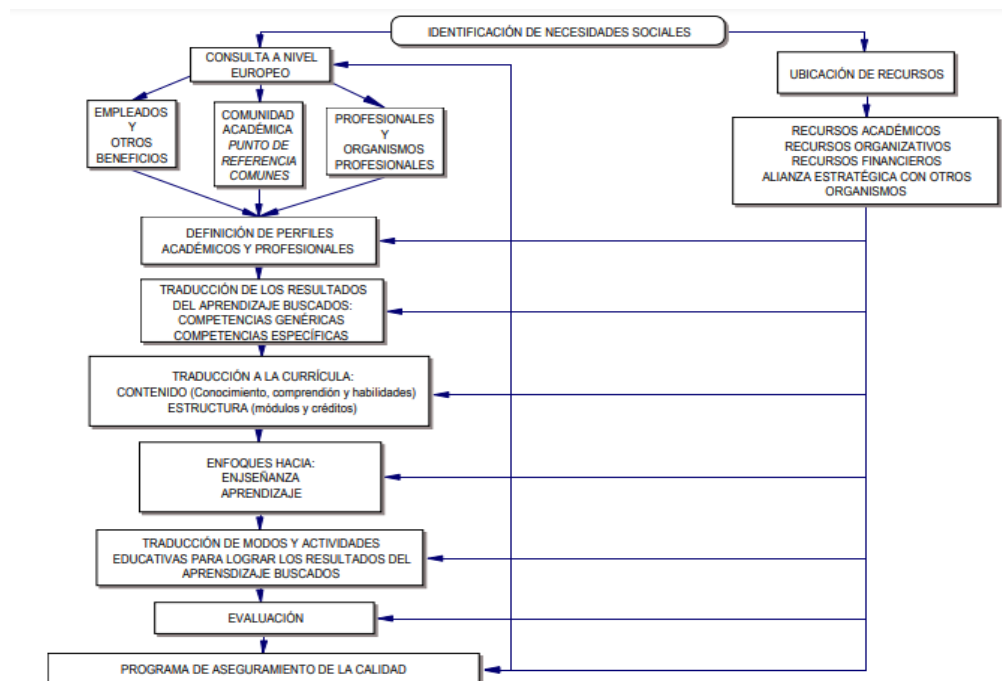 IDENTIFICACIÓN DE NECESIDADES SOCIALES
CONSULTA A NIVEL
EUROPEO
UBICACIÓN DE RECURSOS
EMPLEADOS
Y
OTROS
BENEFICIOS
COMUNIDAD
ACADÉMICA
PUNTO DE
REFERENCIA
COMUNES
PROFESIONALES
Y
ORGANISMOS
PROFESIONALES
RECURSOS ACADÉMICOS
RECURSOS ORGANIZATIVOS
RECURSOS FINANCIEROS
ALIANZA ESTRATÉGICA CON OTROS
ORGANISMOS
DEFINICIÓN DE PERFILES
ACADÉMICOS Y PROFESIONALES
TRADUCCIÓN DE LOS RESULTADOS
DEL APRENDIZAJE BUSCADOS:
COMPETENCIAS GENÉRICAS
COMPETENCIAS ESPECÍFICAS
TRADUCCIÓN A LA CURRÍCULA:
CONTENIDO (Conocimiento, comprendión y habilidades)
ESTRUCTURA (módulos y créditos)
ENFOQUES HACIA:
ENJSEÑANZA
APRENDIZAJE
TRADUCCIÓN DE MODOS Y ACTIVIDADES
EDUCATIVAS PARA LOGRAR LOS RESULTADOS DEL
APRENSDIZAJE BUSCADOS
EVALUACIÓN
PROGRAMA DE ASEGURAMIENTO DE LA CALIDAD